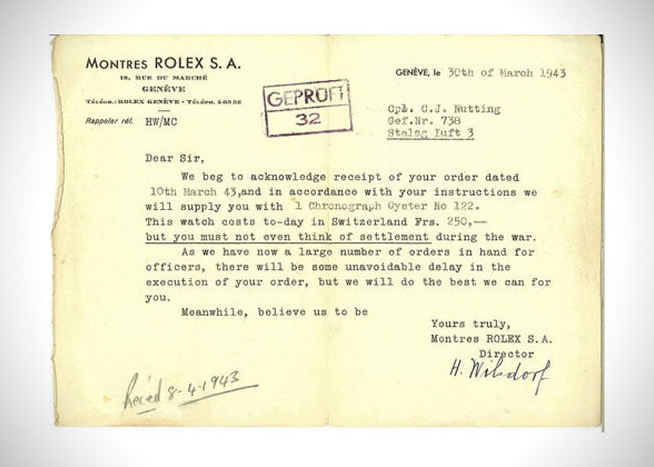 MONTRES ROLEX S. A.
18, RUE DU MARCHÉ
GENÈVE
Télégr.: ROLEX GENÈVE · Téléph.
Rappeler réf. HW/MC
GENÈVE, le 30th of March 1943
GEPRÜFT
32
Cpl. C.J. Nutting
Gef.Nr. 738
Stalag Luft 3
Dear Sir,
We beg to acknowledge receipt of your order dated
10th March 43,and in accordance with your instructions we
will supply you with 1 Chronograph Oyster No 122.
This watch costs to-day in Switzerland Frs. 250,—
but you must not even think of settlement during the war.
As we have now a large number of orders in hand for
officers, there will be some unavoidable delay in the
execution of your order, but we will do the best we can for
you.
Meanwhile, believe us to be
Yours truly,
Montres ROLEX S.A.
Director
H. Wilsdorf
Rec'ed 8-4-1943